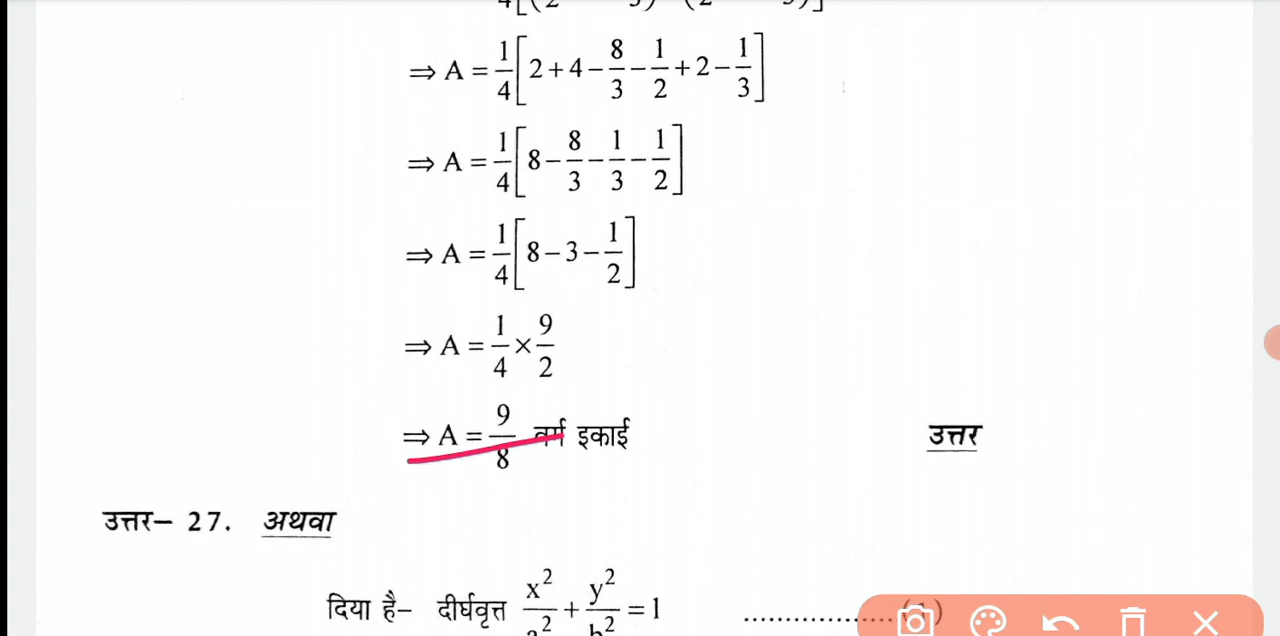 ⇒ A = 1/4 [2 + 4 − 8/3 − 1/2 + 2 − 1/3]
⇒ A = 1/4 [8 − 8/3 − 1/3 − 1/2]
⇒ A = 1/4 [8 − 3 − 1/2]
⇒ A = 1/4 × 9/2
⇒ A = 9/8 वर्ग इकाई उत्तर
उत्तर– 27. अथवा
दिया है– दीर्घवृत्त x²/a² + y²/b² = 1 ..................(1)